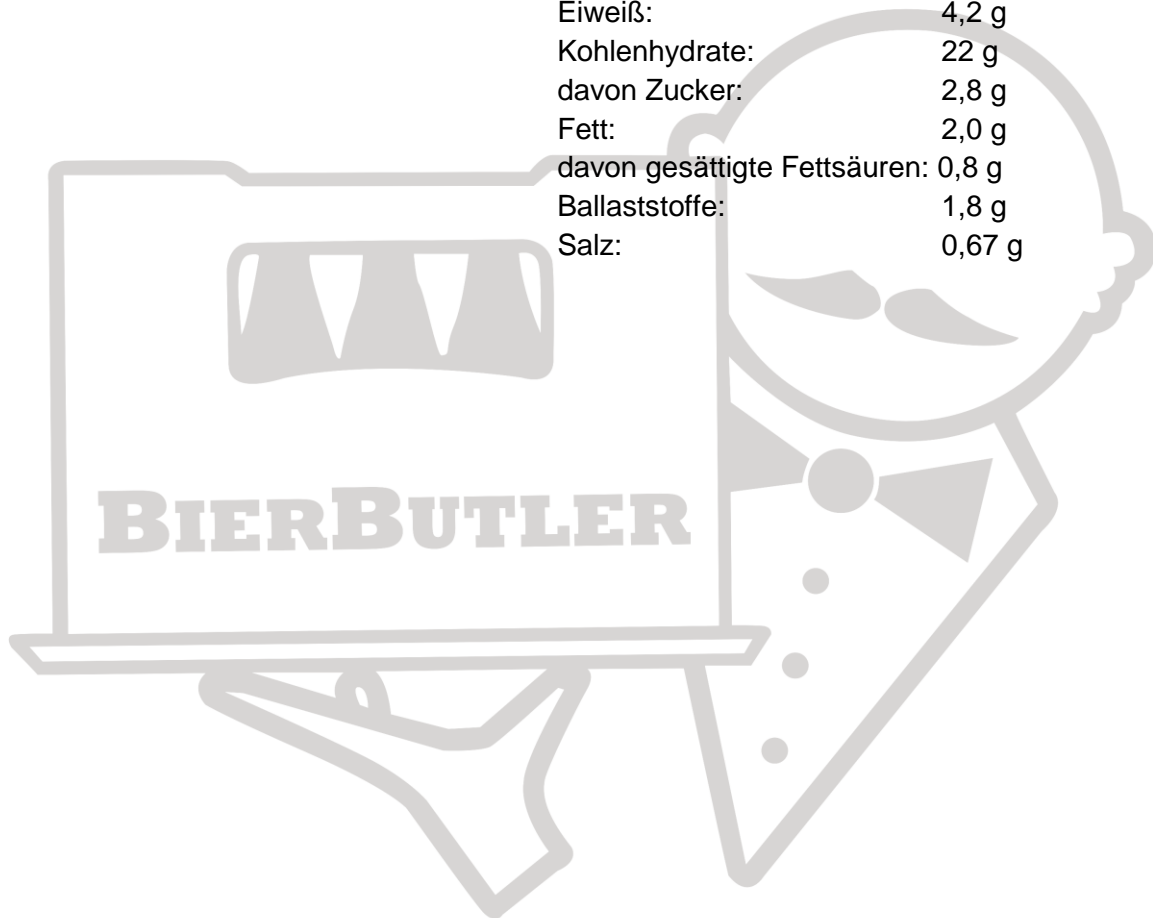 Eiweiß: 4,2 g
Kohlenhydrate: 22 g
davon Zucker: 2,8 g
Fett: 2,0 g
davon gesättigte Fettsäuren: 0,8 g
Ballaststoffe: 1,8 g
Salz: 0,67 g
BIERBUTLER